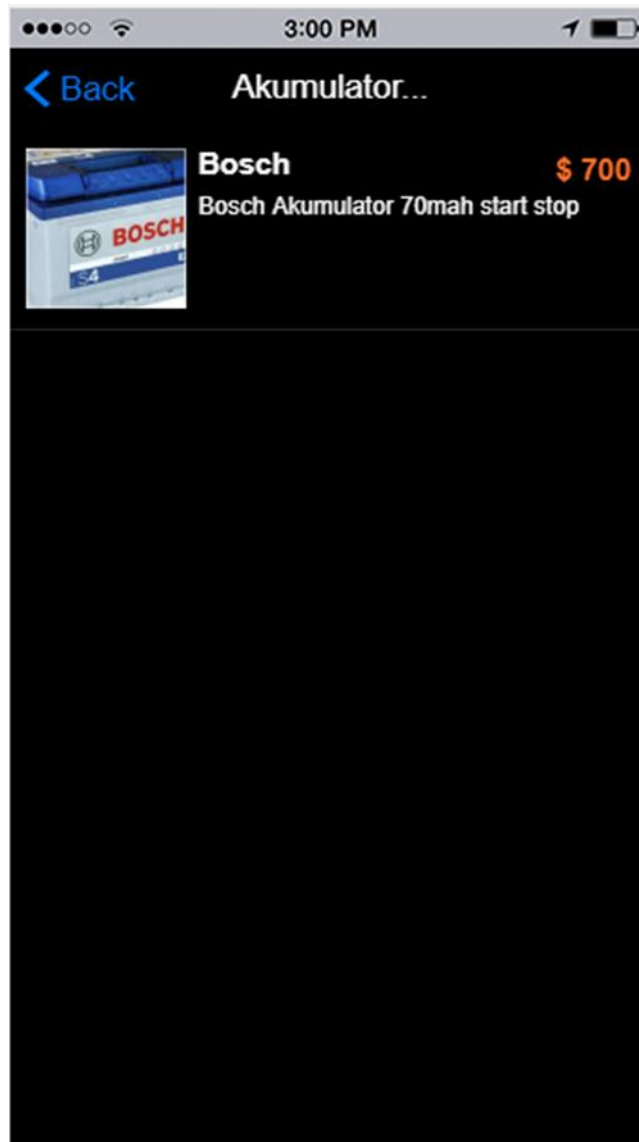 3:00 PM
Back
Akumulator...
Bosch
$ 700
Bosch Akumulator 70mah start stop
BOSCH
S4